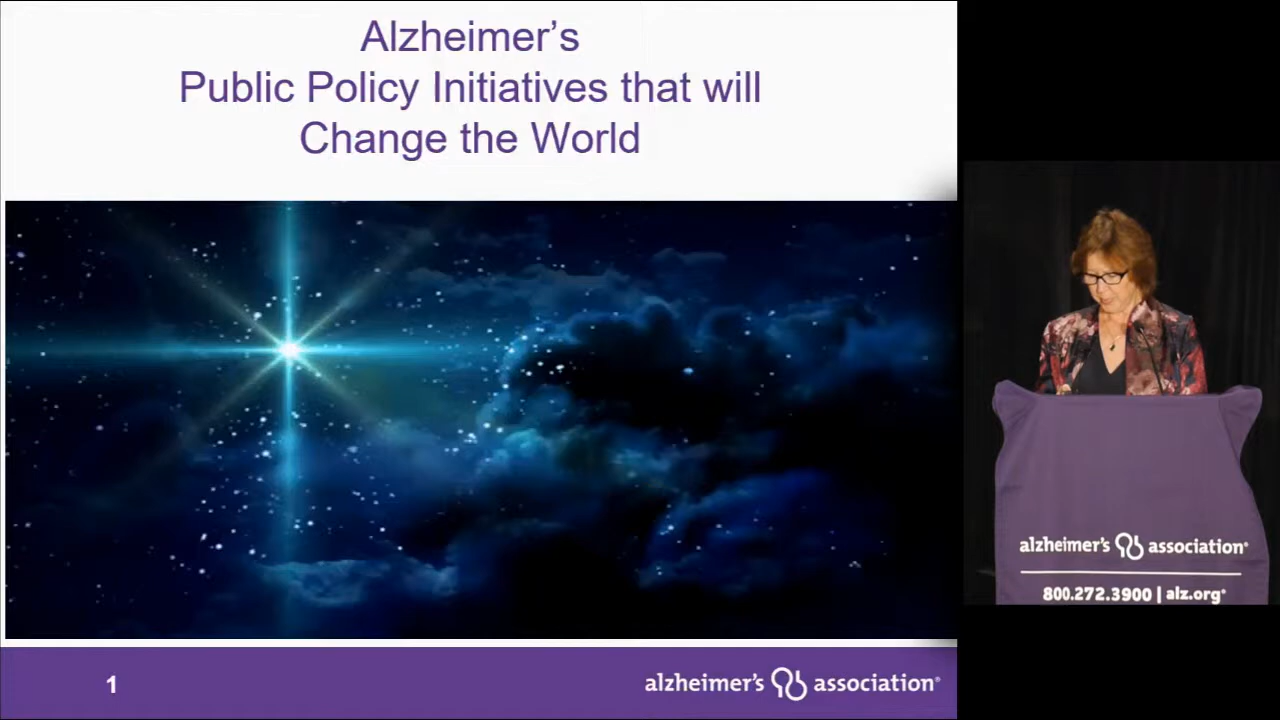 Alzheimer’s
Public Policy Initiatives that will
Change the World
1
alzheimer's association®
alzheimer's association®
800.272.3900 | alz.org®